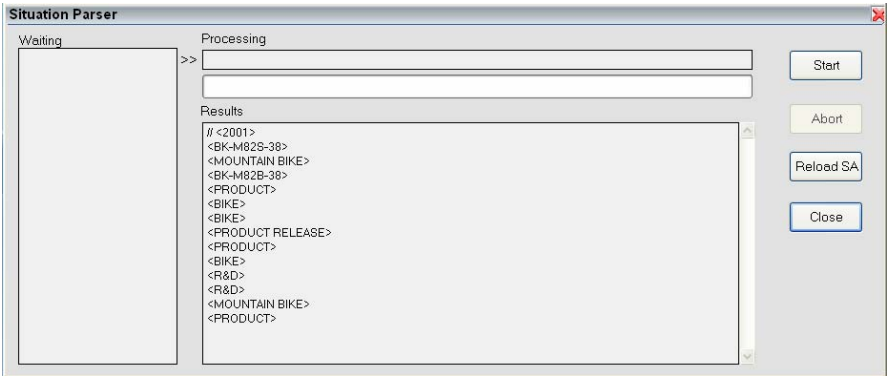 Situation Parser
Waiting
>>
Processing
Results
// <2001>
<BK-M82S-38>
<MOUNTAIN BIKE>
<BK-M82B-38>
<PRODUCT>
<BIKE>
<BIKE>
<PRODUCT RELEASE>
<PRODUCT>
<BIKE>
<R&D>
<R&D>
<MOUNTAIN BIKE>
<PRODUCT>
Start
Abort
Reload SA
Close